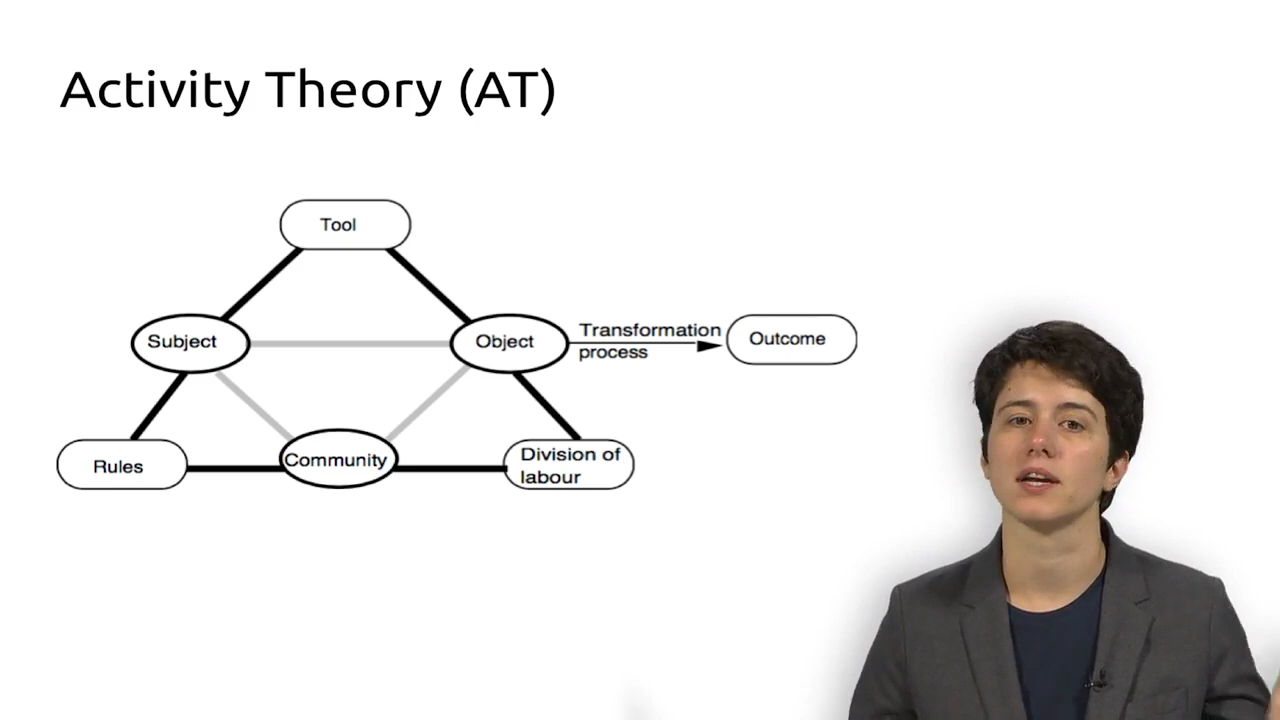 Activity Theory (AT)
Tool
Subject
Object
Transformation
process
Outcome
Rules
Community
Division of
labour